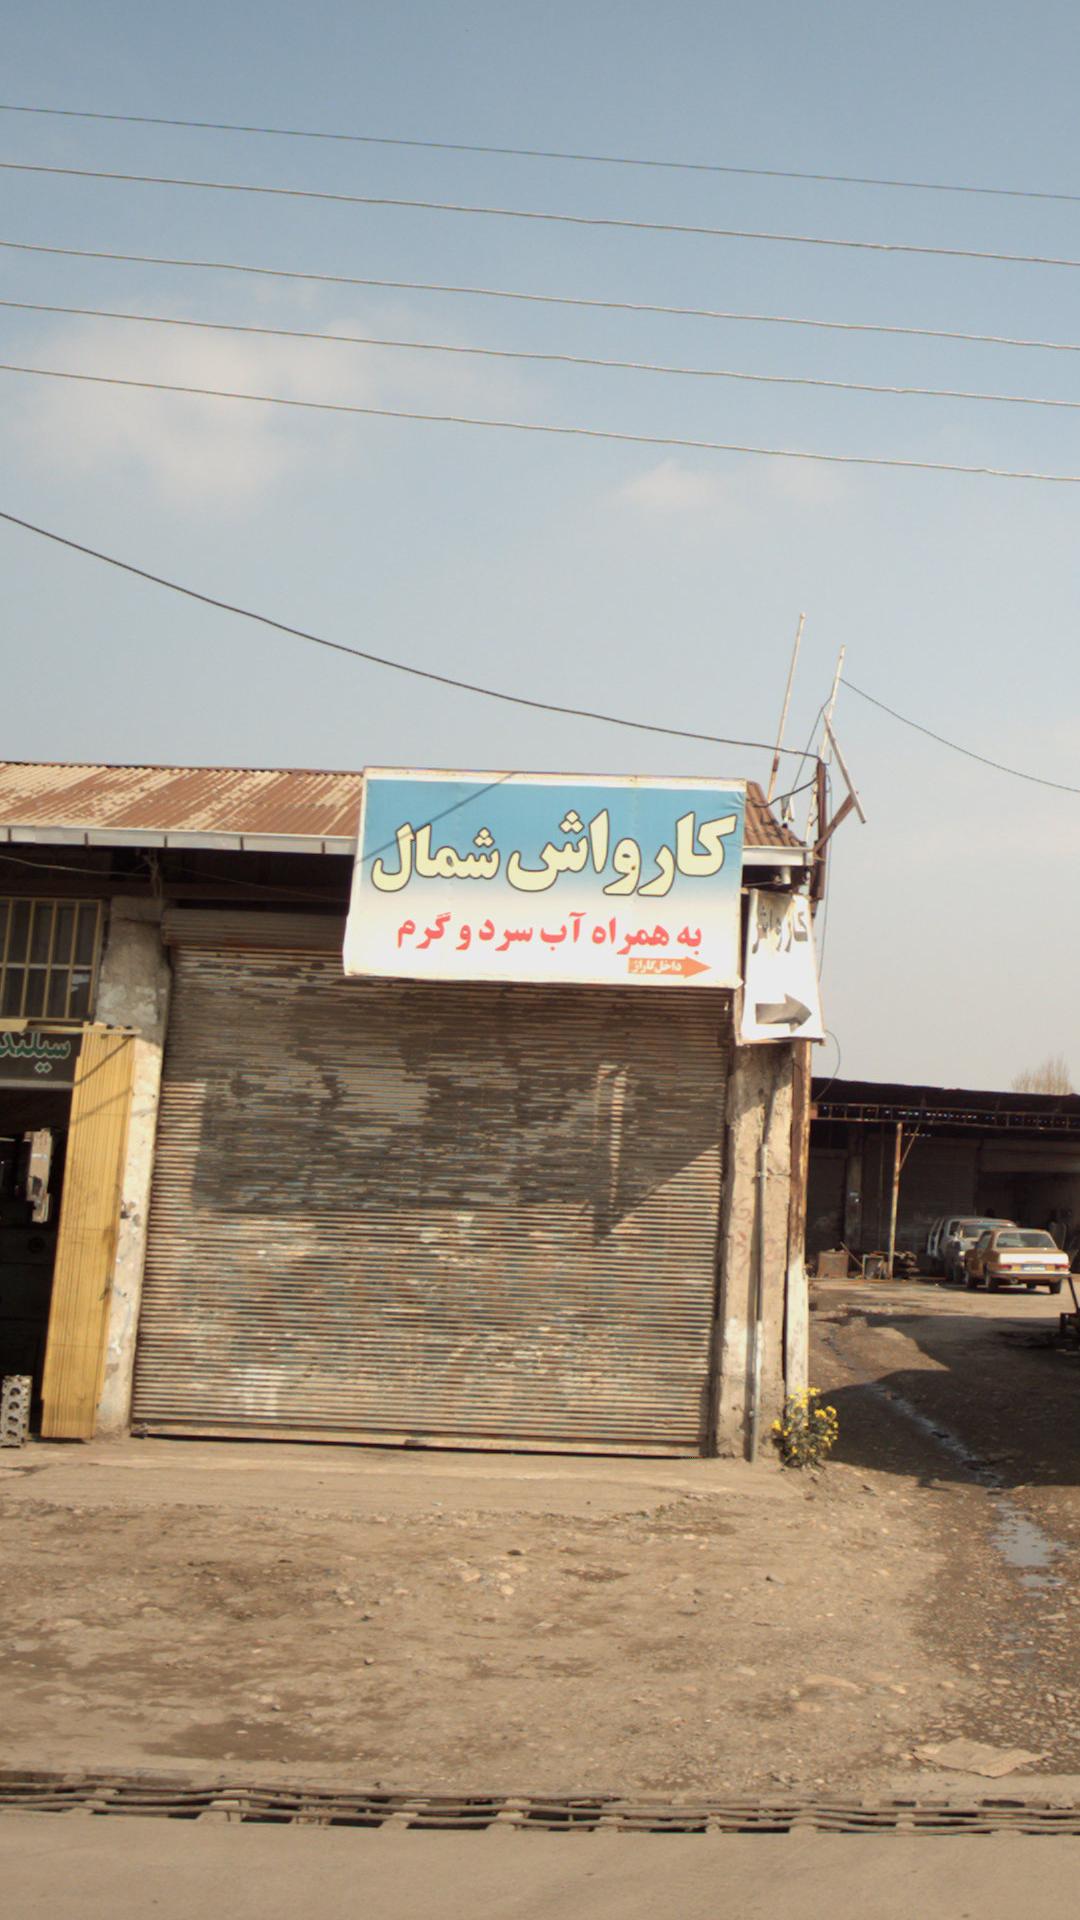 کارواش شمال
به همراه آب سرد و گرم
داخل گاراژ
کارواش